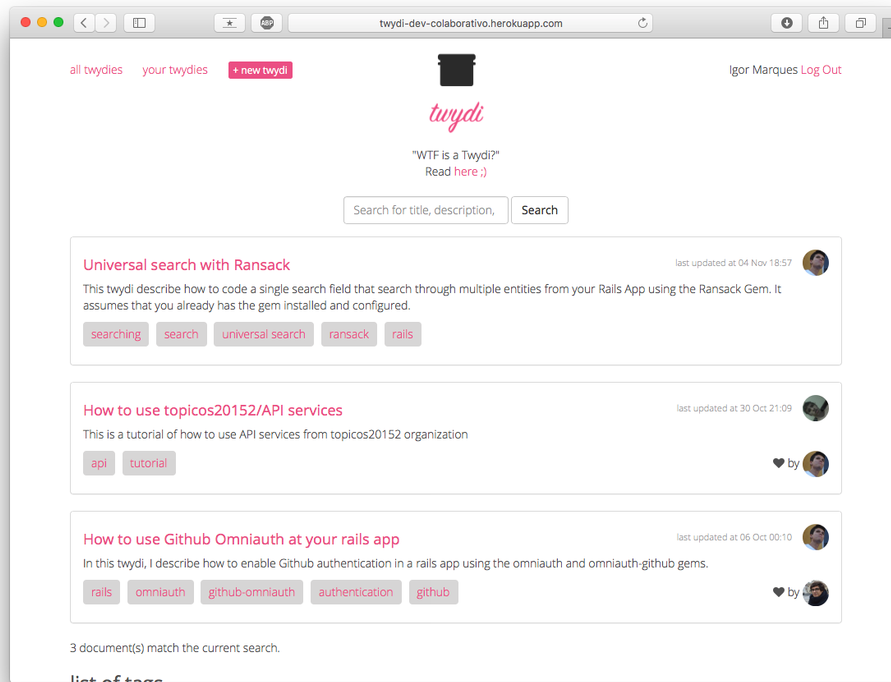 ABP
twydi-dev-colaborativo.herokuapp.com
all twydies your twydies + new twydi Igor Marques Log Out
twydi
"WTF is a Twydi?"
Read here ;)
Search for title, description, Search
Universal search with Ransack last updated at 04 Nov 18:57
This twydi describe how to code a single search field that search through multiple entities from your Rails App using the Ransack Gem. It
assumes that you already has the gem installed and configured.
searching search universal search ransack rails
How to use topicos20152/API services last updated at 30 Oct 21:09
This is a tutorial of how to use API services from topicos20152 organization
api tutorial by
How to use Github Omniauth at your rails app last updated at 06 Oct 00:10
In this twydi, I describe how to enable Github authentication in a rails app using the omniauth and omniauth-github gems.
rails omniauth github-omniauth authentication github by
3 document(s) match the current search.
list of tags